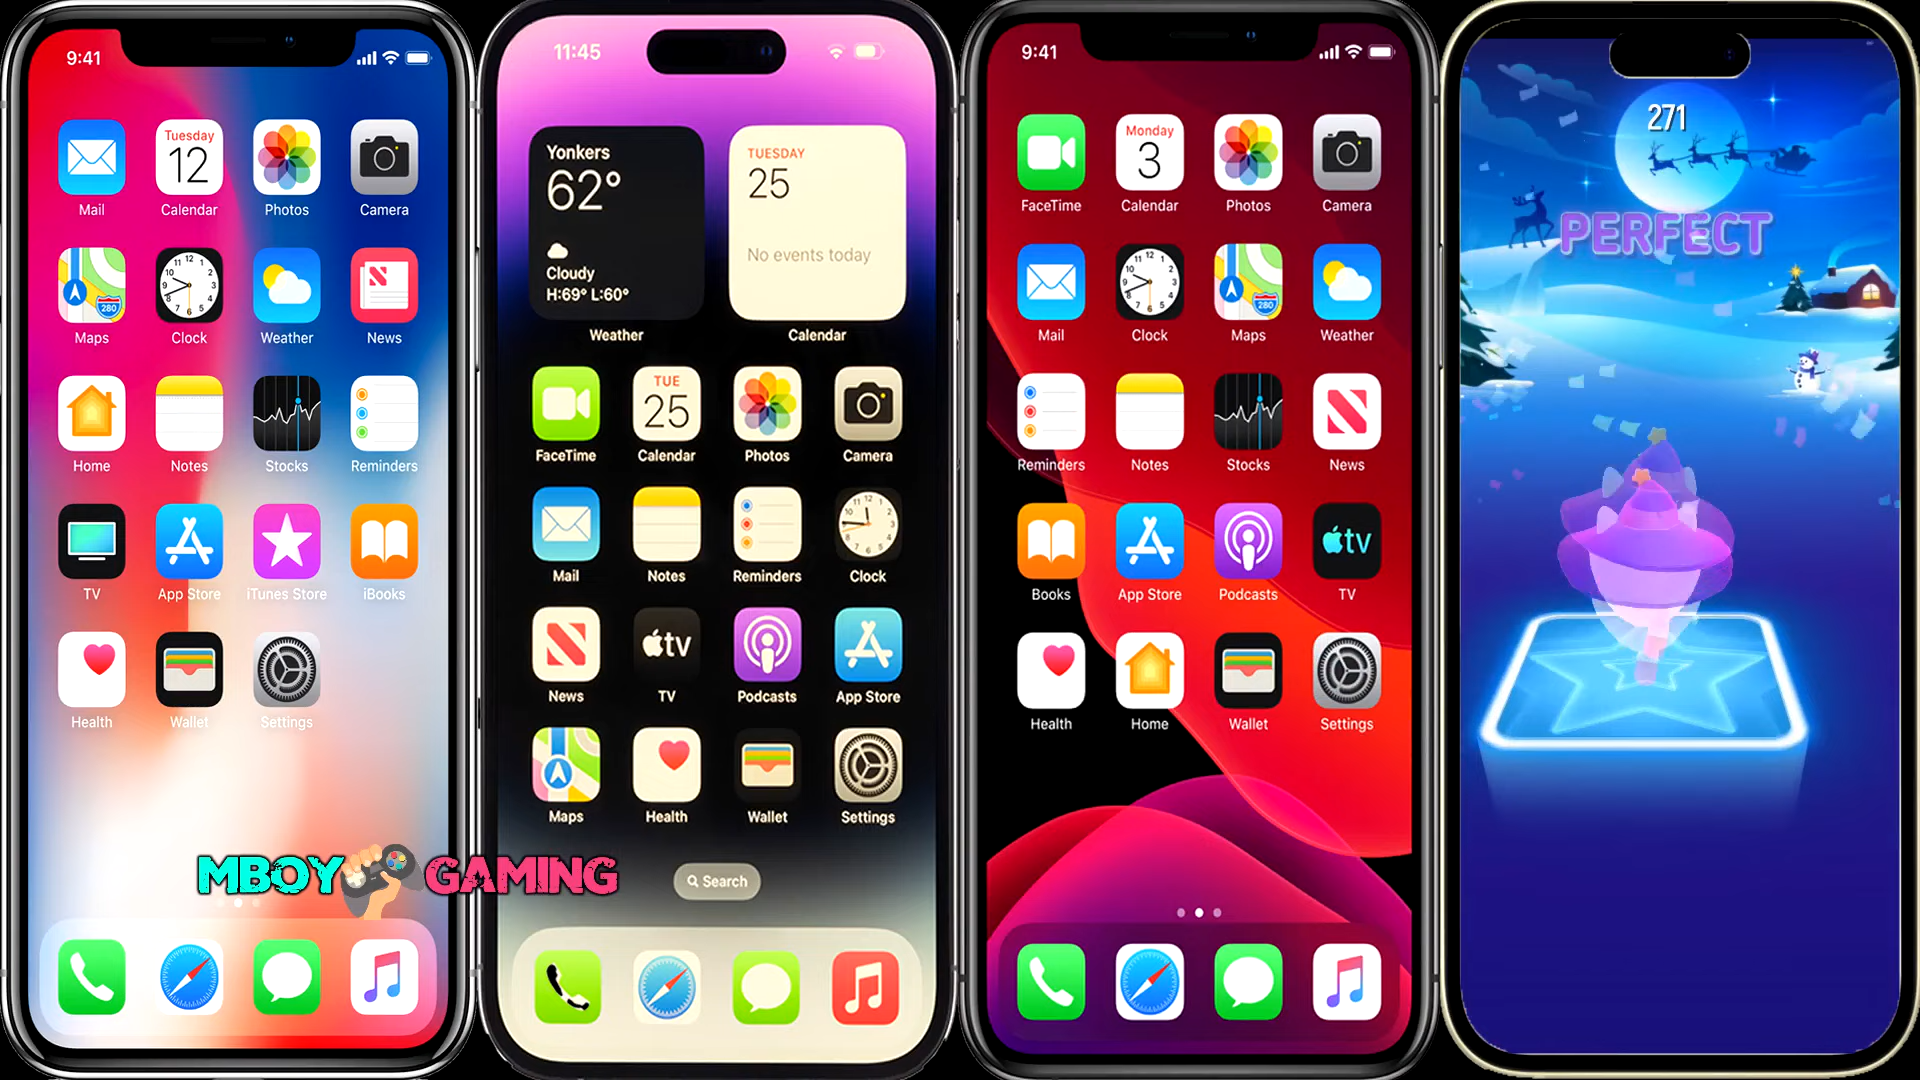 9:41
Tuesday
12
Mail Calendar Photos Camera
280
Maps Clock Weather News
Home Notes Stocks Reminders
TV App Store iTunes Store iBooks
Health Wallet Settings
MBOY GAMING
11:45
Yonkers
62°
Cloudy
H:69° L:60°
Weather
TUESDAY
25
No events today
Calendar
TUE
25
FaceTime Calendar Photos Camera
Mail Notes Reminders Clock
tv
News TV Podcasts App Store
Maps Health Wallet Settings
Search
9:41
Monday
3
FaceTime Calendar Photos Camera
280
Mail Clock Maps Weather
Reminders Notes Stocks News
tv
Books App Store Podcasts TV
Health Home Wallet Settings
271
PERFECT